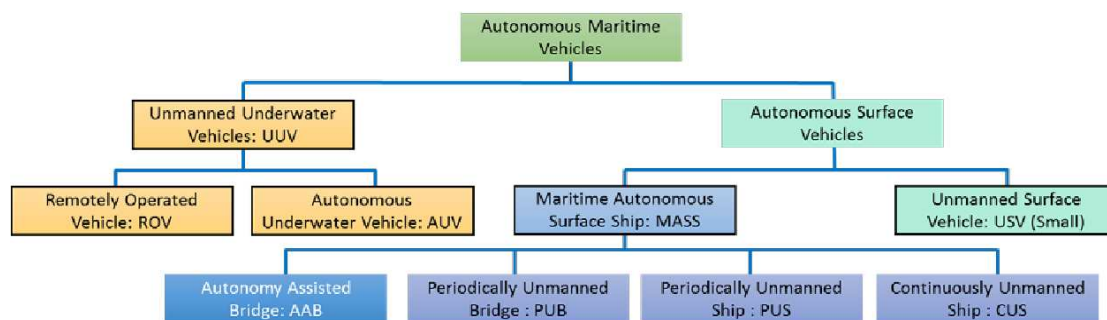 Autonomous Maritime
Vehicles
Unmanned Underwater
Vehicles: UUV
Autonomous Surface
Vehicles
Remotely Operated
Vehicle: ROV
Autonomous
Underwater Vehicle: AUV
Maritime Autonomous
Surface Ship: MASS
Unmanned Surface
Vehicle: USV (Small)
Autonomy Assisted
Bridge: AAB
Periodically Unmanned
Bridge : PUB
Periodically Unmanned
Ship : PUS
Continuously Unmanned
Ship : CUS